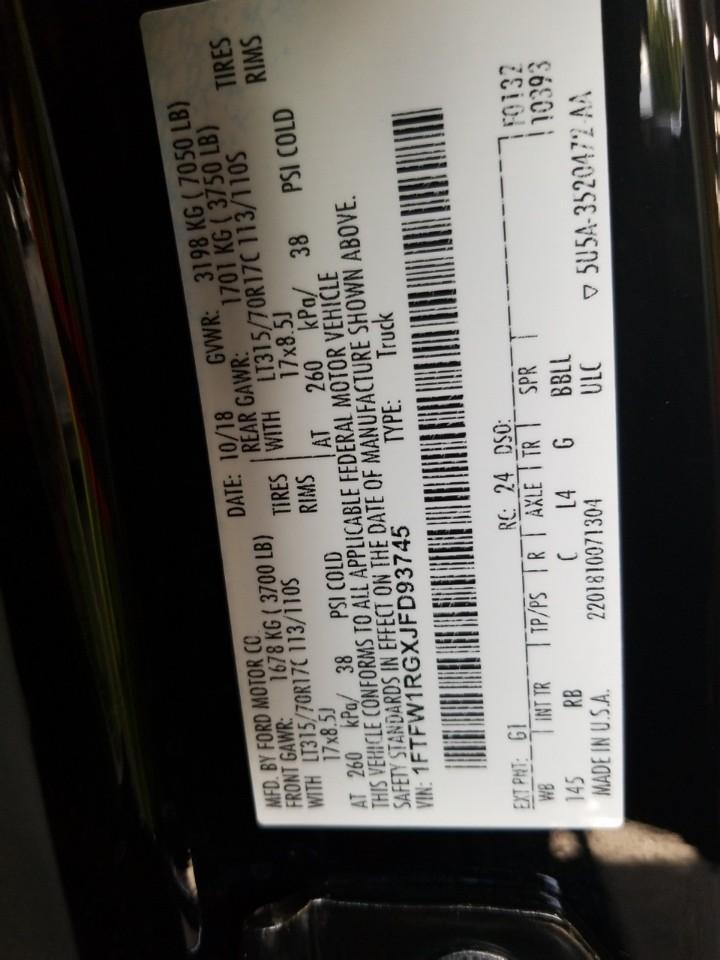 MFD. BY FORD MOTOR CO. DATE: 10/18 GVWR: 3198 KG ( 7050 LB)
FRONT GAWR: 1678 KG ( 3700 LB) REAR GAWR: 1701 KG ( 3750 LB)
WITH LT315/70R17C 113/110S TIRES WITH LT315/70R17C 113/110S TIRES
17x8.5J RIMS 17x8.5J RIMS
AT 260 kPa/ 38 PSI COLD AT 260 kPa/ 38 PSI COLD
THIS VEHICLE CONFORMS TO ALL APPLICABLE FEDERAL MOTOR VEHICLE
SAFETY STANDARDS IN EFFECT ON THE DATE OF MANUFACTURE SHOWN ABOVE.
VIN: 1FTFW1RGXJFD93745 TYPE: Truck
EXT PNT: G1 RC: 24 DSO: F0132
WB INT TR TP/PS R AXLE TR SPR 10393
145 RB C L4 G BBLL
MADE IN U.S.A. 2201810071304 ULC ▽ 5U5A-3520472-AA